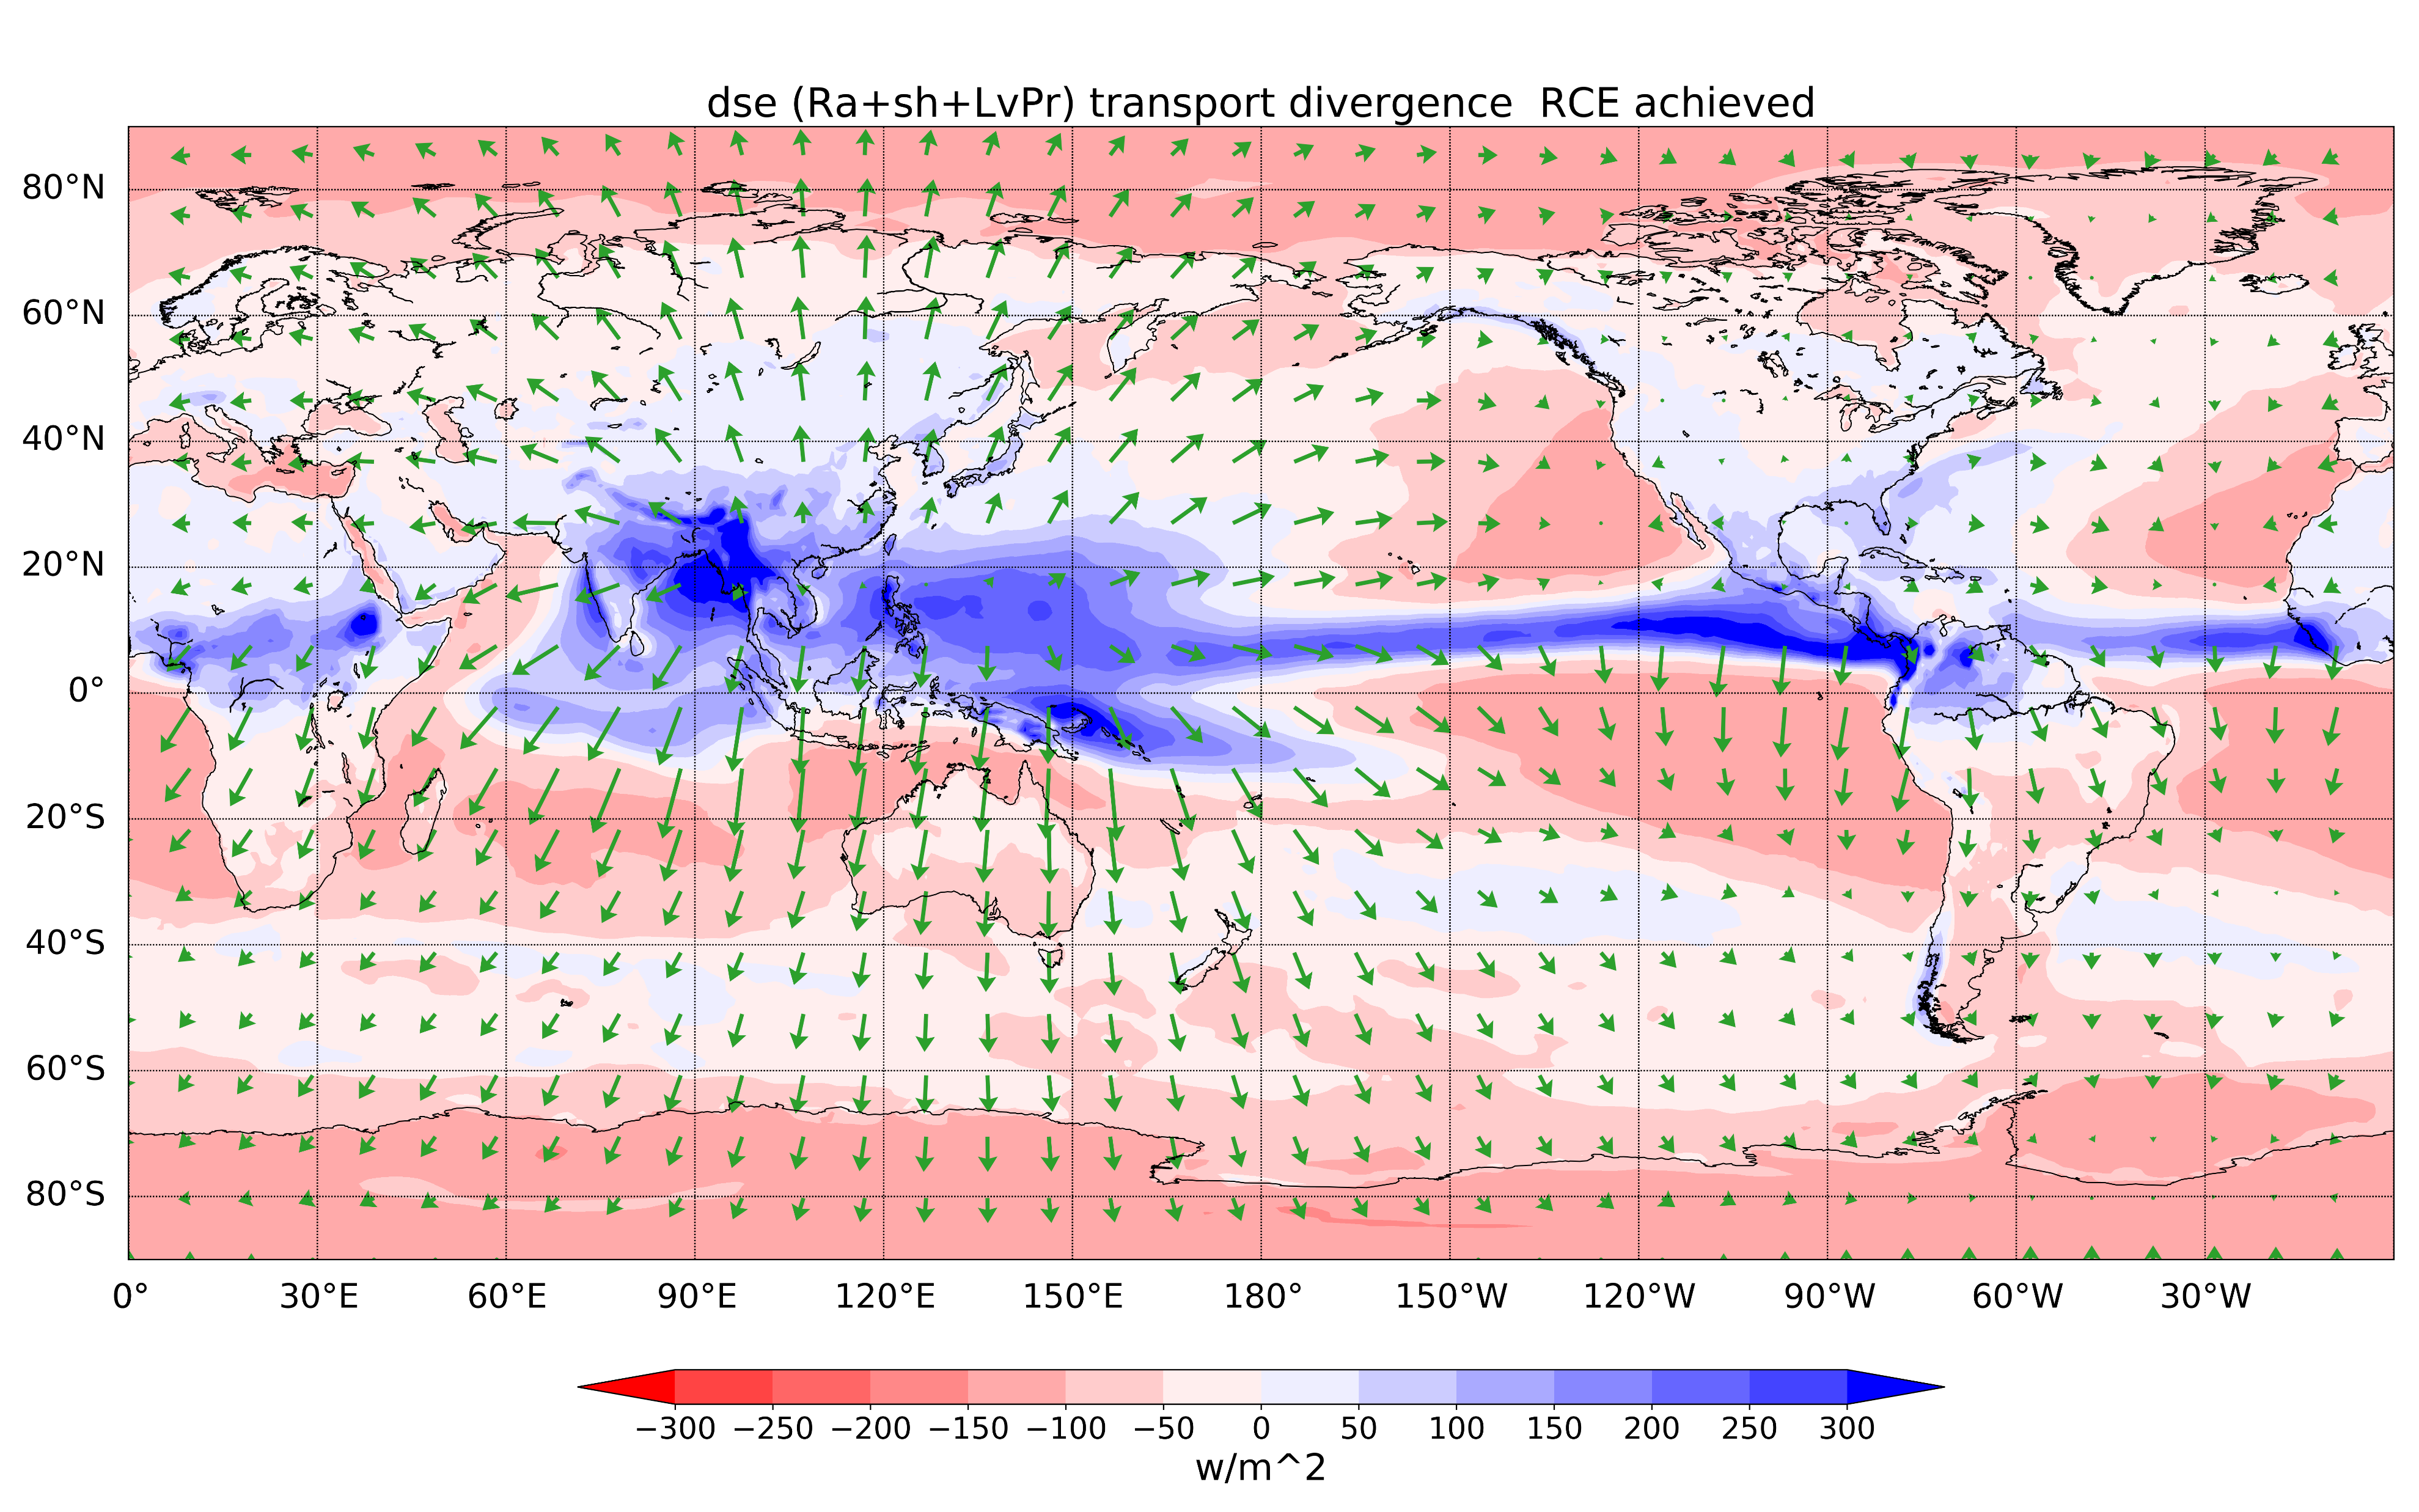 dse (Ra+sh+LvPr) transport divergence  RCE achieved
80°N
60°N
40°N
20°N
0°
20°S
40°S
60°S
80°S
0° 30°E 60°E 90°E 120°E 150°E 180° 150°W 120°W 90°W 60°W 30°W
−300 −250 −200 −150 −100 −50 0 50 100 150 200 250 300
w/m^2